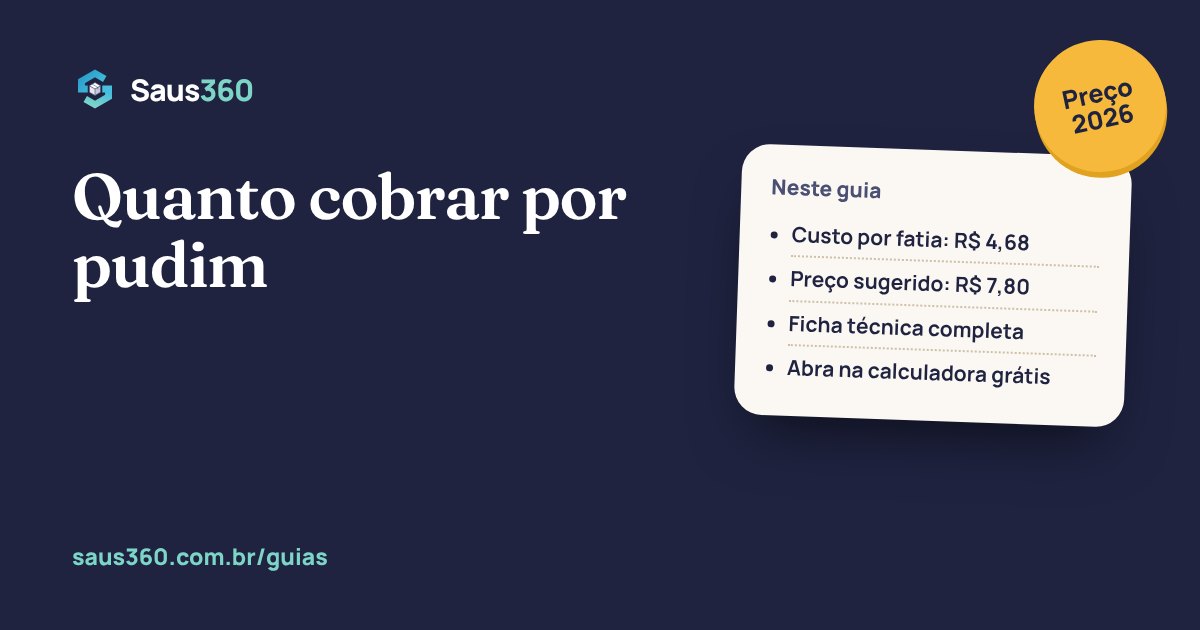 Saus360
Quanto cobrar por
pudim
Preço
2026
Neste guia
• Custo por fatia: R$ 4,68
• Preço sugerido: R$ 7,80
• Ficha técnica completa
• Abra na calculadora grátis
saus360.com.br/guias